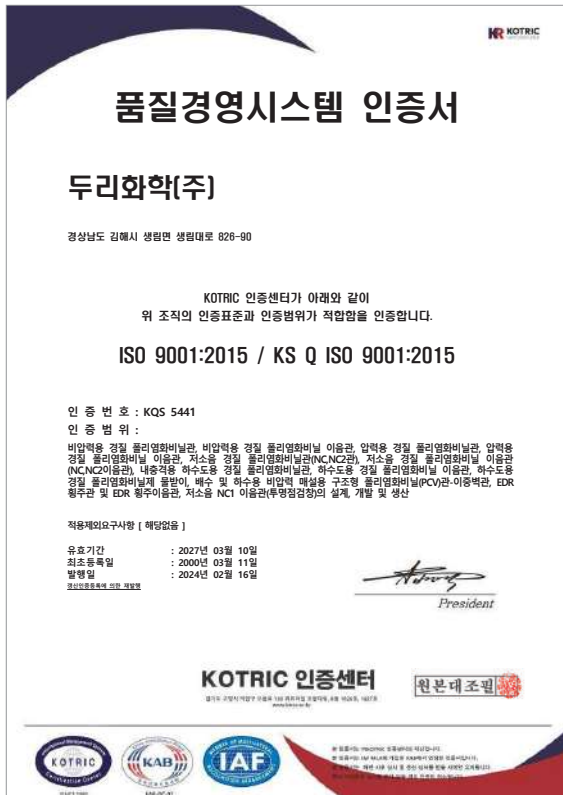 KR KOTRIC
품질경영시스템 인증서
두리화학(주)
경상남도 김해시 생림면 생림대로 826-90
KOTRIC 인증센터가 아래와 같이
위 조직의 인증표준과 인증범위가 적합함을 인증합니다.
ISO 9001:2015 / KS Q ISO 9001:2015
인 증 번 호 : KQS 5441
인 증 범 위 :
비압력용 경질 폴리염화비닐관, 비압력용 경질 폴리염화비닐 이음관, 압력용 경질 폴리염화비닐관, 압력용
경질 폴리염화비닐 이음관, 저소음 경질 폴리염화비닐관(NC,NC2관), 저소음 경질 폴리염화비닐 이음관
(NC,NC2이음관), 내충격용 하수도용 경질 폴리염화비닐관, 하수도용 경질 폴리염화비닐 이음관, 하수도용
경질 폴리염화비닐제 물받이, 배수 및 하수용 비압력 매설용 구조형 폴리염화비닐(PCV)관-이중벽관, EDR
횡주관 및 EDR 횡주이음관, 저소음 NC1 이음관(투명점검창)의 설계, 개발 및 생산
적용제외요구사항 [ 해당없음 ]
유효기간 : 2027년 03월 10일
최초등록일 : 2000년 03월 11일
발행일 : 2024년 02월 16일
갱신인증등록에 의한 재발행
President
KOTRIC 인증센터
원본대조필
KOTRIC
KAB
IAF